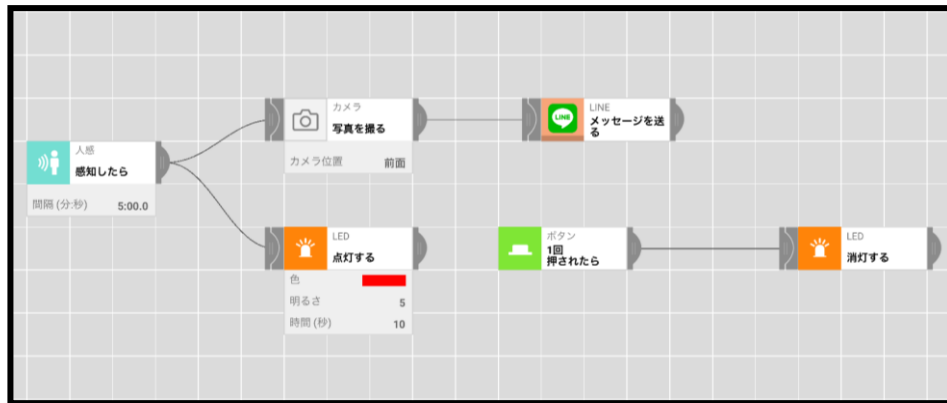 人感
感知したら
間隔 (分:秒) 5:00.0
カメラ
写真を撮る
カメラ位置 前面
LINE
LINE
メッセージを送
る
LED
点灯する
色
明るさ 5
時間 (秒) 10
ボタン
1回
押されたら
LED
消灯する